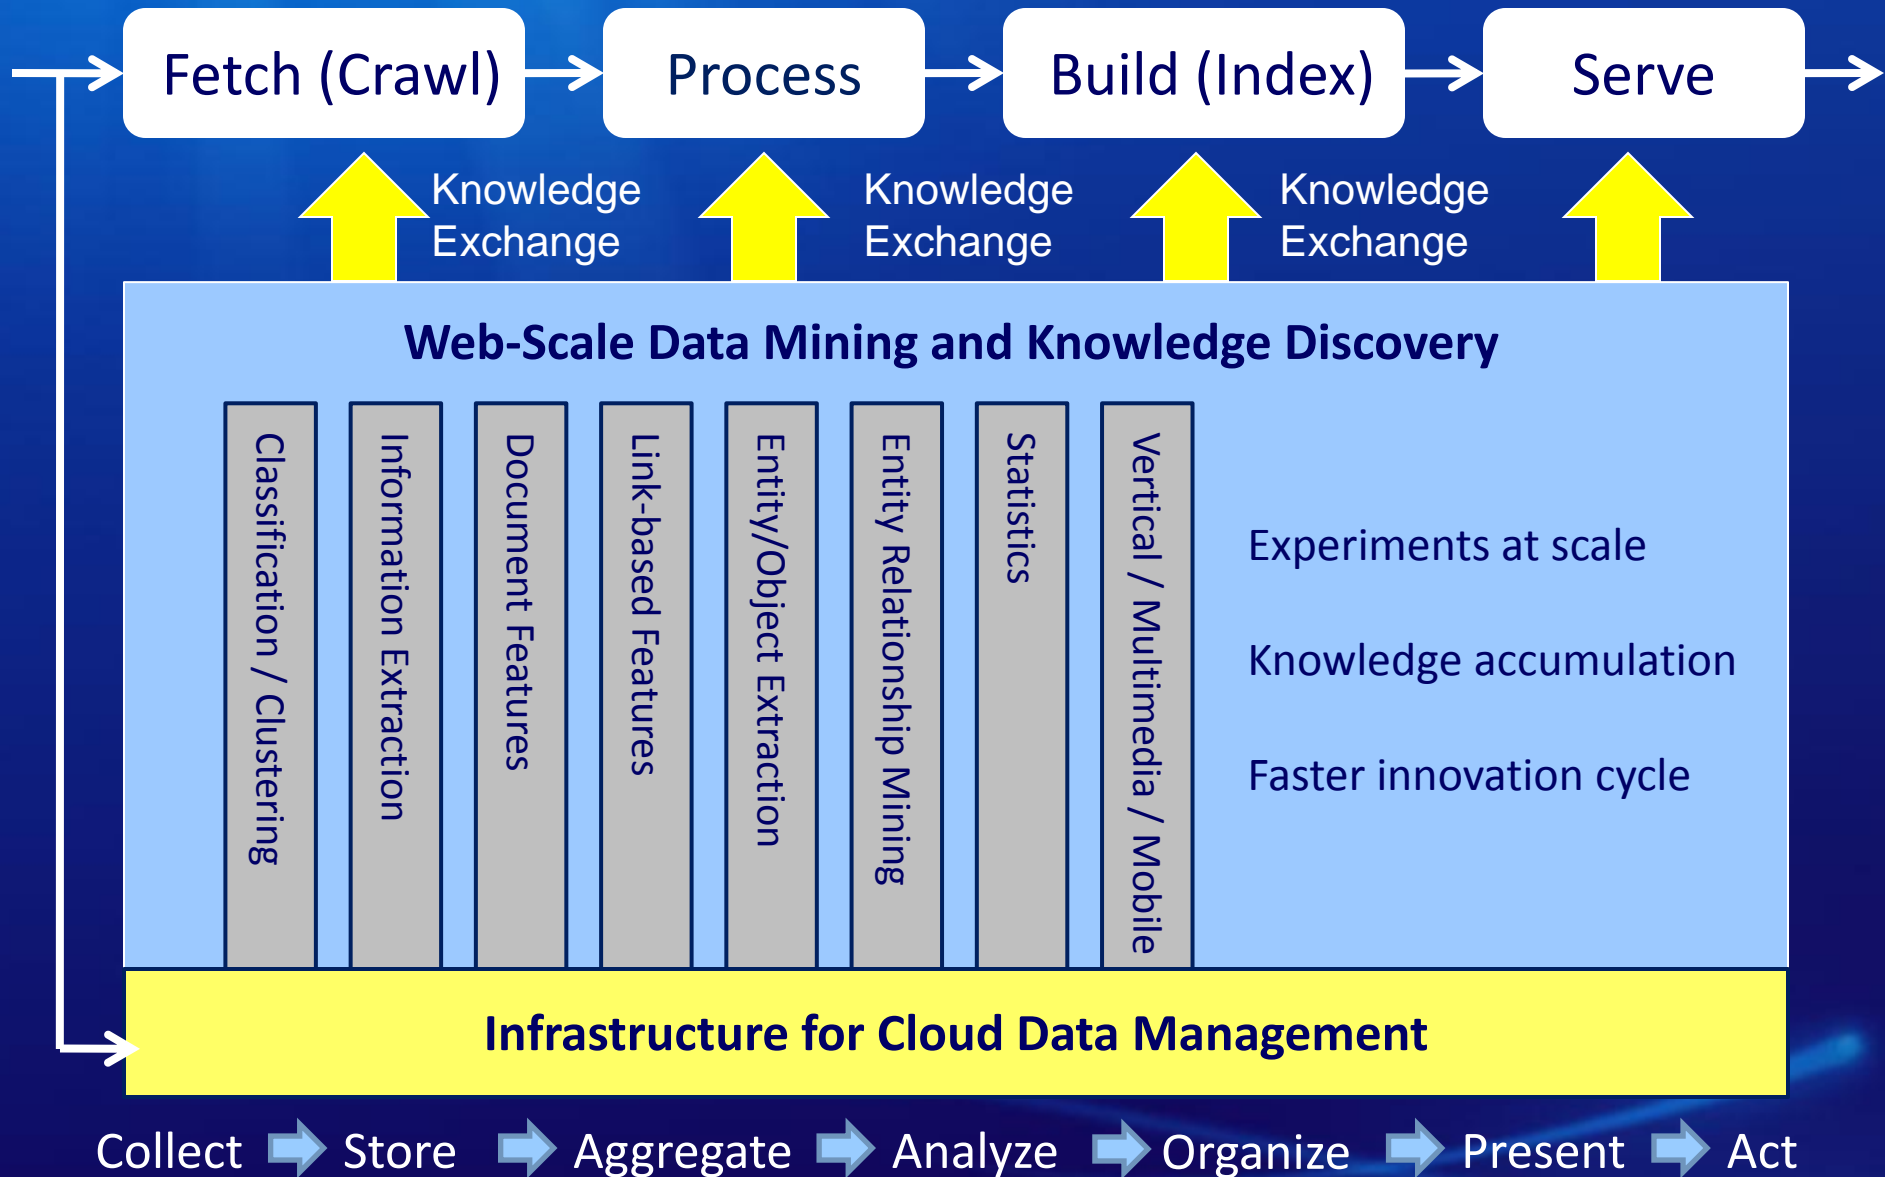 Fetch (Crawl)
Process
Build (Index)
Serve
Knowledge
Exchange
Knowledge
Exchange
Knowledge
Exchange
Web-Scale Data Mining and Knowledge Discovery
Classification / Clustering
Information Extraction
Document Features
Link-based Features
Entity/Object Extraction
Entity Relationship Mining
Statistics
Vertical / Multimedia / Mobile
Experiments at scale
Knowledge accumulation
Faster innovation cycle
Infrastructure for Cloud Data Management
Collect
Store
Aggregate
Analyze
Organize
Present
Act